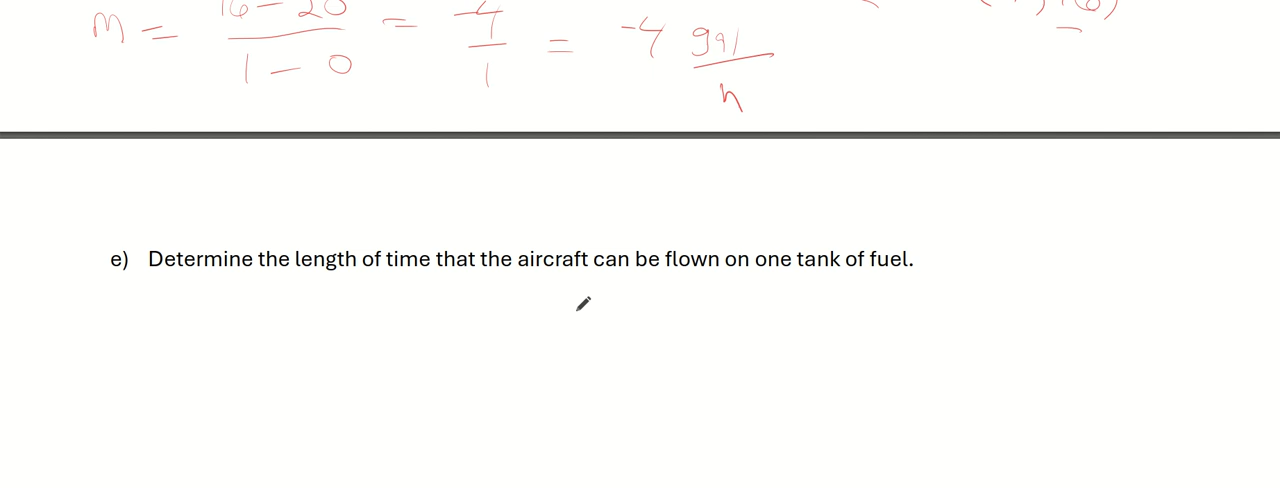 m = 16 - 20 / 1 - 0 = -4 / 1 = -4 gal / h
e) Determine the length of time that the aircraft can be flown on one tank of fuel.